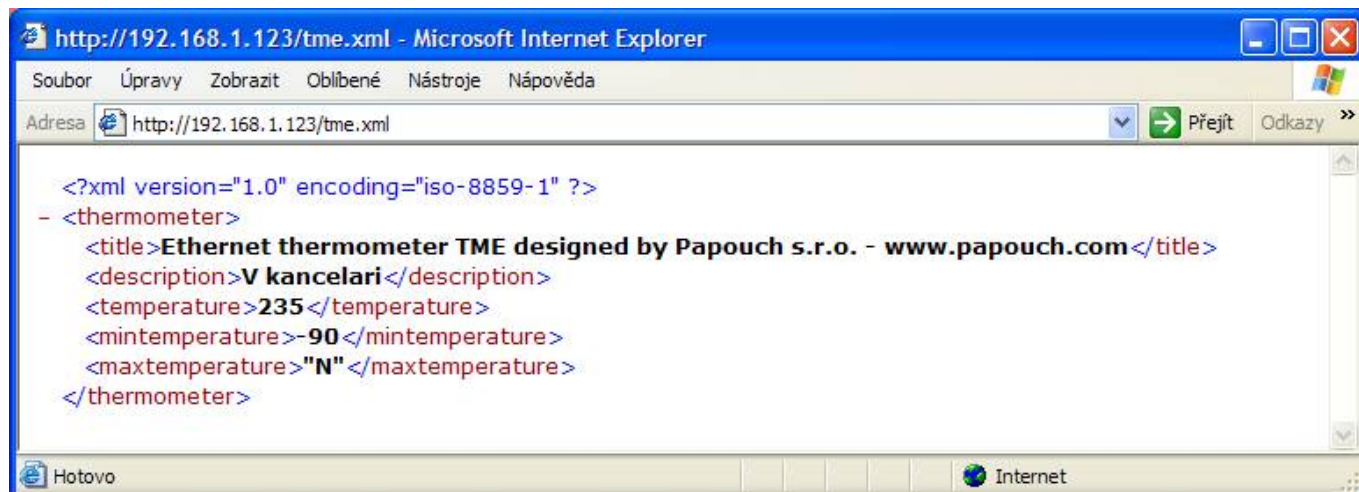 http://192.168.1.123/tme.xml - Microsoft Internet Explorer
Soubor Úpravy Zobrazit Oblíbené Nástroje Nápověda
Adresa http://192.168.1.123/tme.xml Přejít Odkazy »
<?xml version="1.0" encoding="iso-8859-1" ?>
- <thermometer>
<title>Ethernet thermometer TME designed by Papouch s.r.o. - www.papouch.com</title>
<description>V kancelari</description>
<temperature>235</temperature>
<mintemperature>-90</mintemperature>
<maxtemperature>"N"</maxtemperature>
</thermometer>
Hotovo Internet